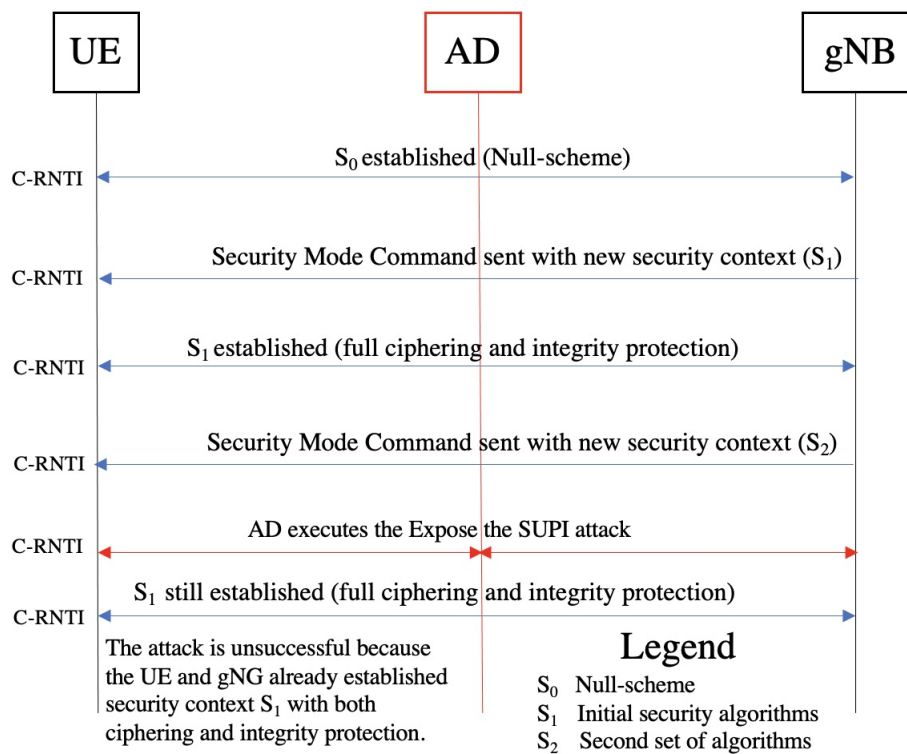 UE AD gNB
S₀ established (Null-scheme)
C-RNTI
Security Mode Command sent with new security context (S₁)
C-RNTI
S₁ established (full ciphering and integrity protection)
C-RNTI
Security Mode Command sent with new security context (S₂)
C-RNTI
AD executes the Expose the SUPI attack
C-RNTI
S₁ still established (full ciphering and integrity protection)
C-RNTI
The attack is unsuccessful because
the UE and gNG already established
security context S₁ with both
ciphering and integrity protection.
Legend
S₀ Null-scheme
S₁ Initial security algorithms
S₂ Second set of algorithms